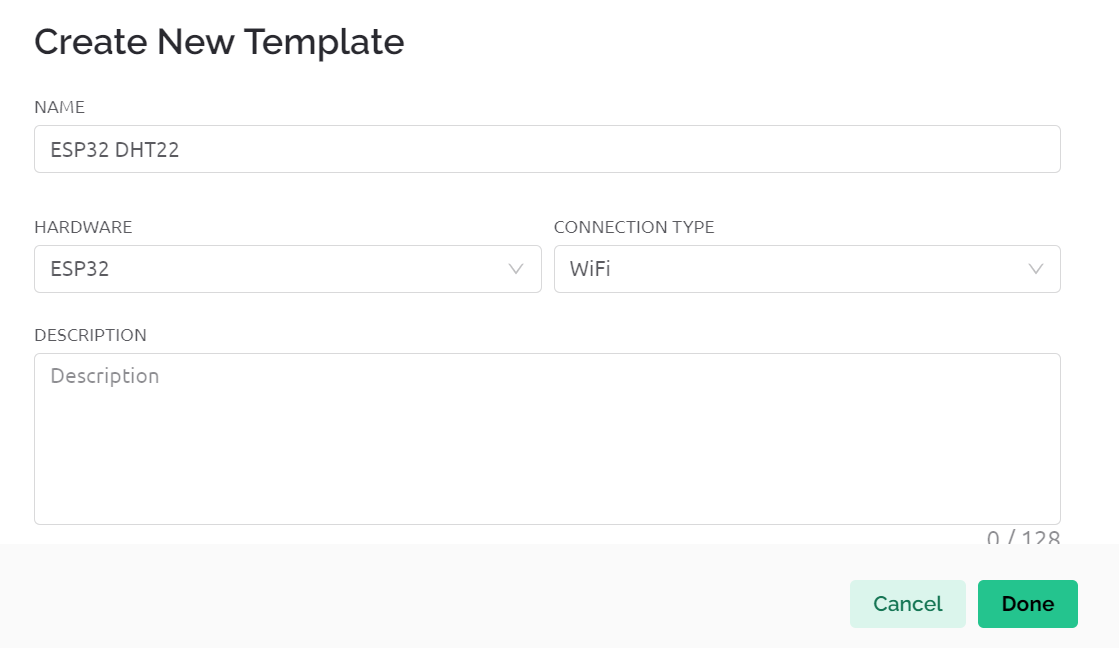 Create New Template
NAME
ESP32 DHT22
HARDWARE
CONNECTION TYPE
ESP32
WiFi
DESCRIPTION
Description
0 / 128
Cancel
Done